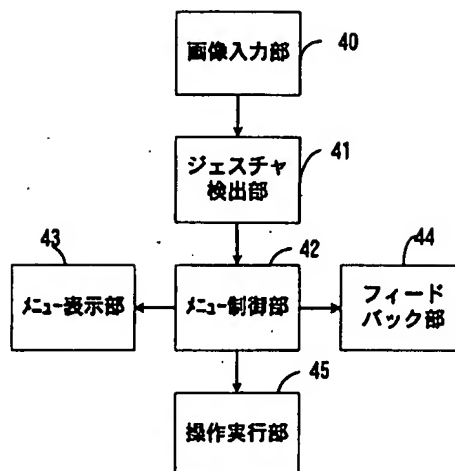 画像入力部
40
ジェスチャ
検出部
41
43
42
44
メニュー表示部
メニュー制御部
フィード
バック部
45
操作実行部